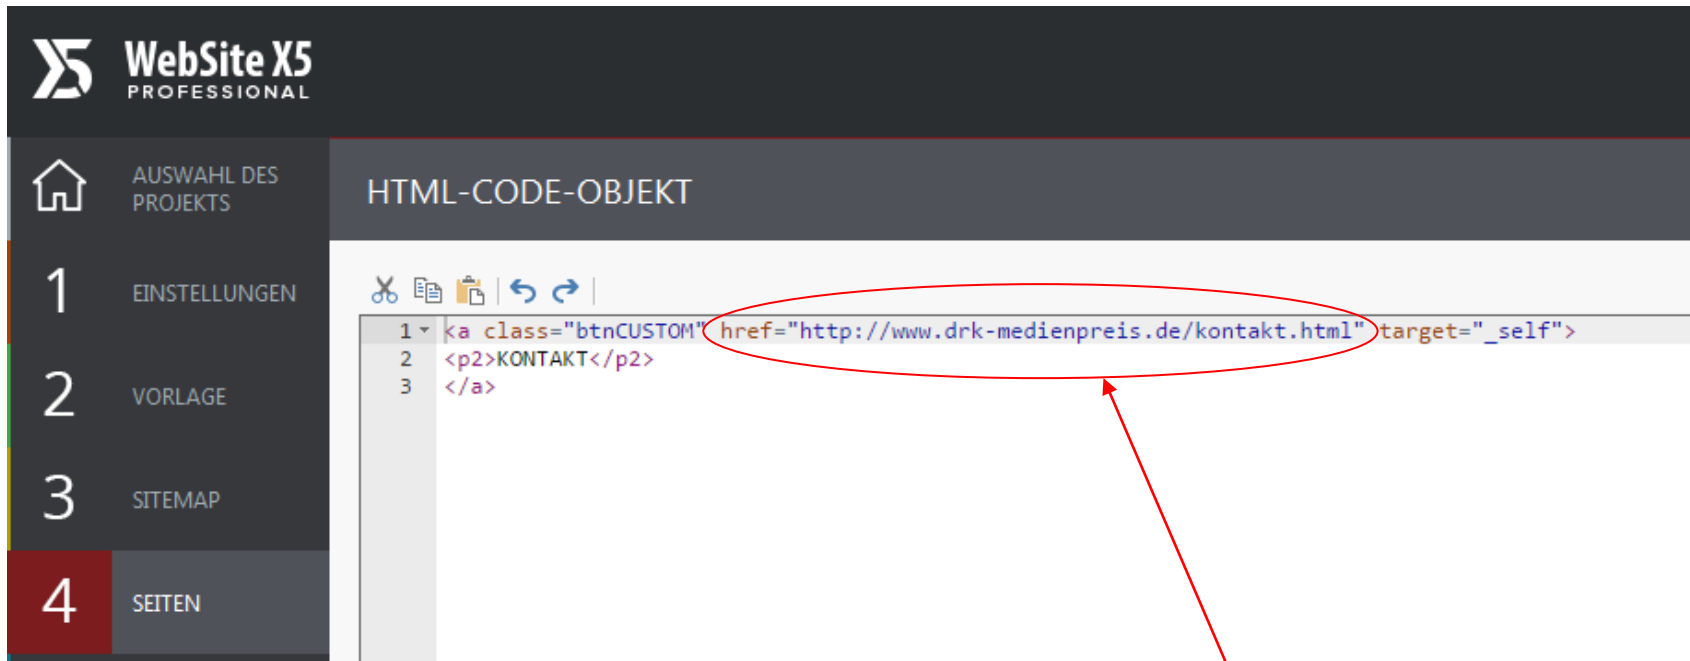 WebSite X5
PROFESSIONAL
AUSWAHL DES
PROJEKTS
HTML-CODE-OBJEKT
1
EINSTELLUNGEN
1 <a class="btnCUSTOM" href="http://www.drk-medienpreis.de/kontakt.html" target="_self">
2 <p2>KONTAKT</p2>
3 </a>
2
VORLAGE
3
SITEMAP
4
SEITEN